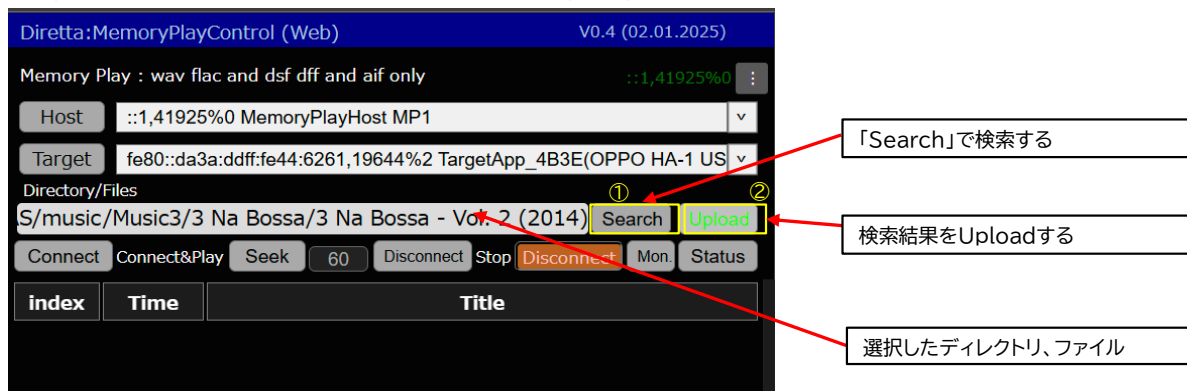 Diretta:MemoryPlayControl (Web) V0.4 (02.01.2025)
Memory Play : wav flac and dsf dff and aif only ::1,41925%0 ⋮
Host ::1,41925%0 MemoryPlayHost MP1 v
「Search」で検索する
Target fe80::da3a:ddff:fe44:6261,19644%2 TargetApp_4B3E(OPPO HA-1 US v
Directory/Files ① ②
S/music/Music3/3 Na Bossa/3 Na Bossa - Vol. 2 (2014) Search Upload
検索結果をUploadする
Connect Connect&Play Seek 60 Disconnect Stop Disconnect Mon. Status
index Time Title
選択したディレクトリ、ファイル